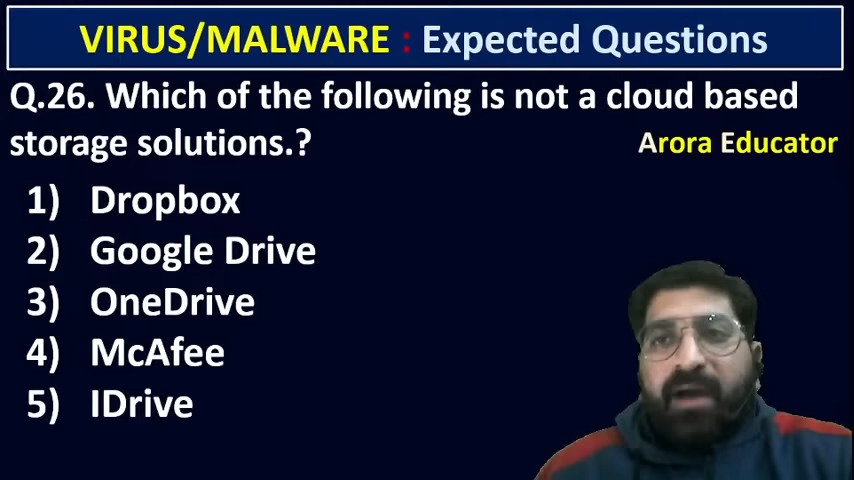 VIRUS/MALWARE : Expected Questions
Q.26. Which of the following is not a cloud based
storage solutions.?
Arora Educator
1) Dropbox
2) Google Drive
3) OneDrive
4) McAfee
5) IDrive